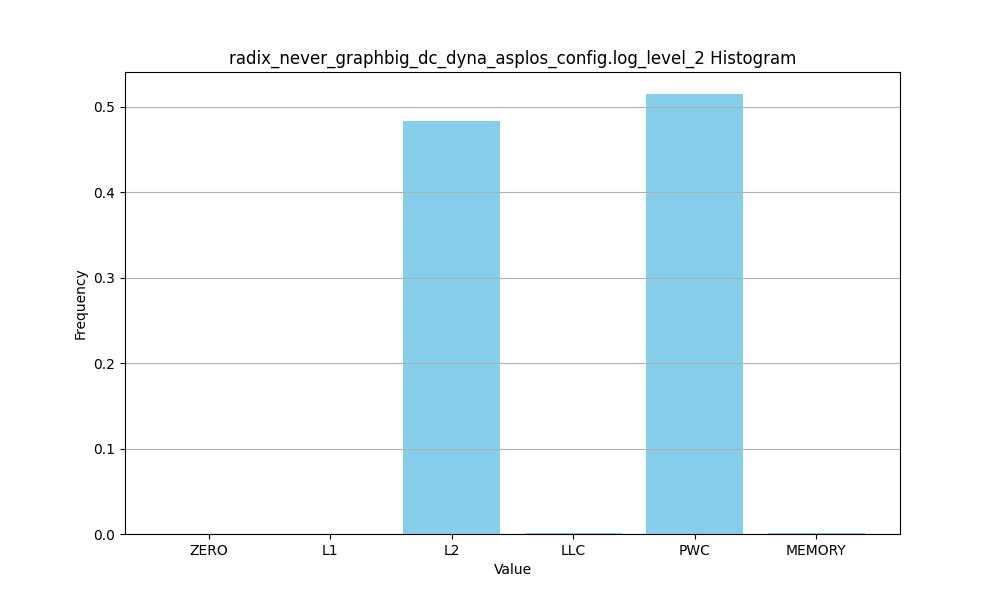 radix_never_graphbig_dc_dyna_asplos_config.log_level_2 Histogram
0.5
0.4
0.3
0.2
0.1
0.0
Frequency
ZERO L1 L2 LLC PWC MEMORY
Value